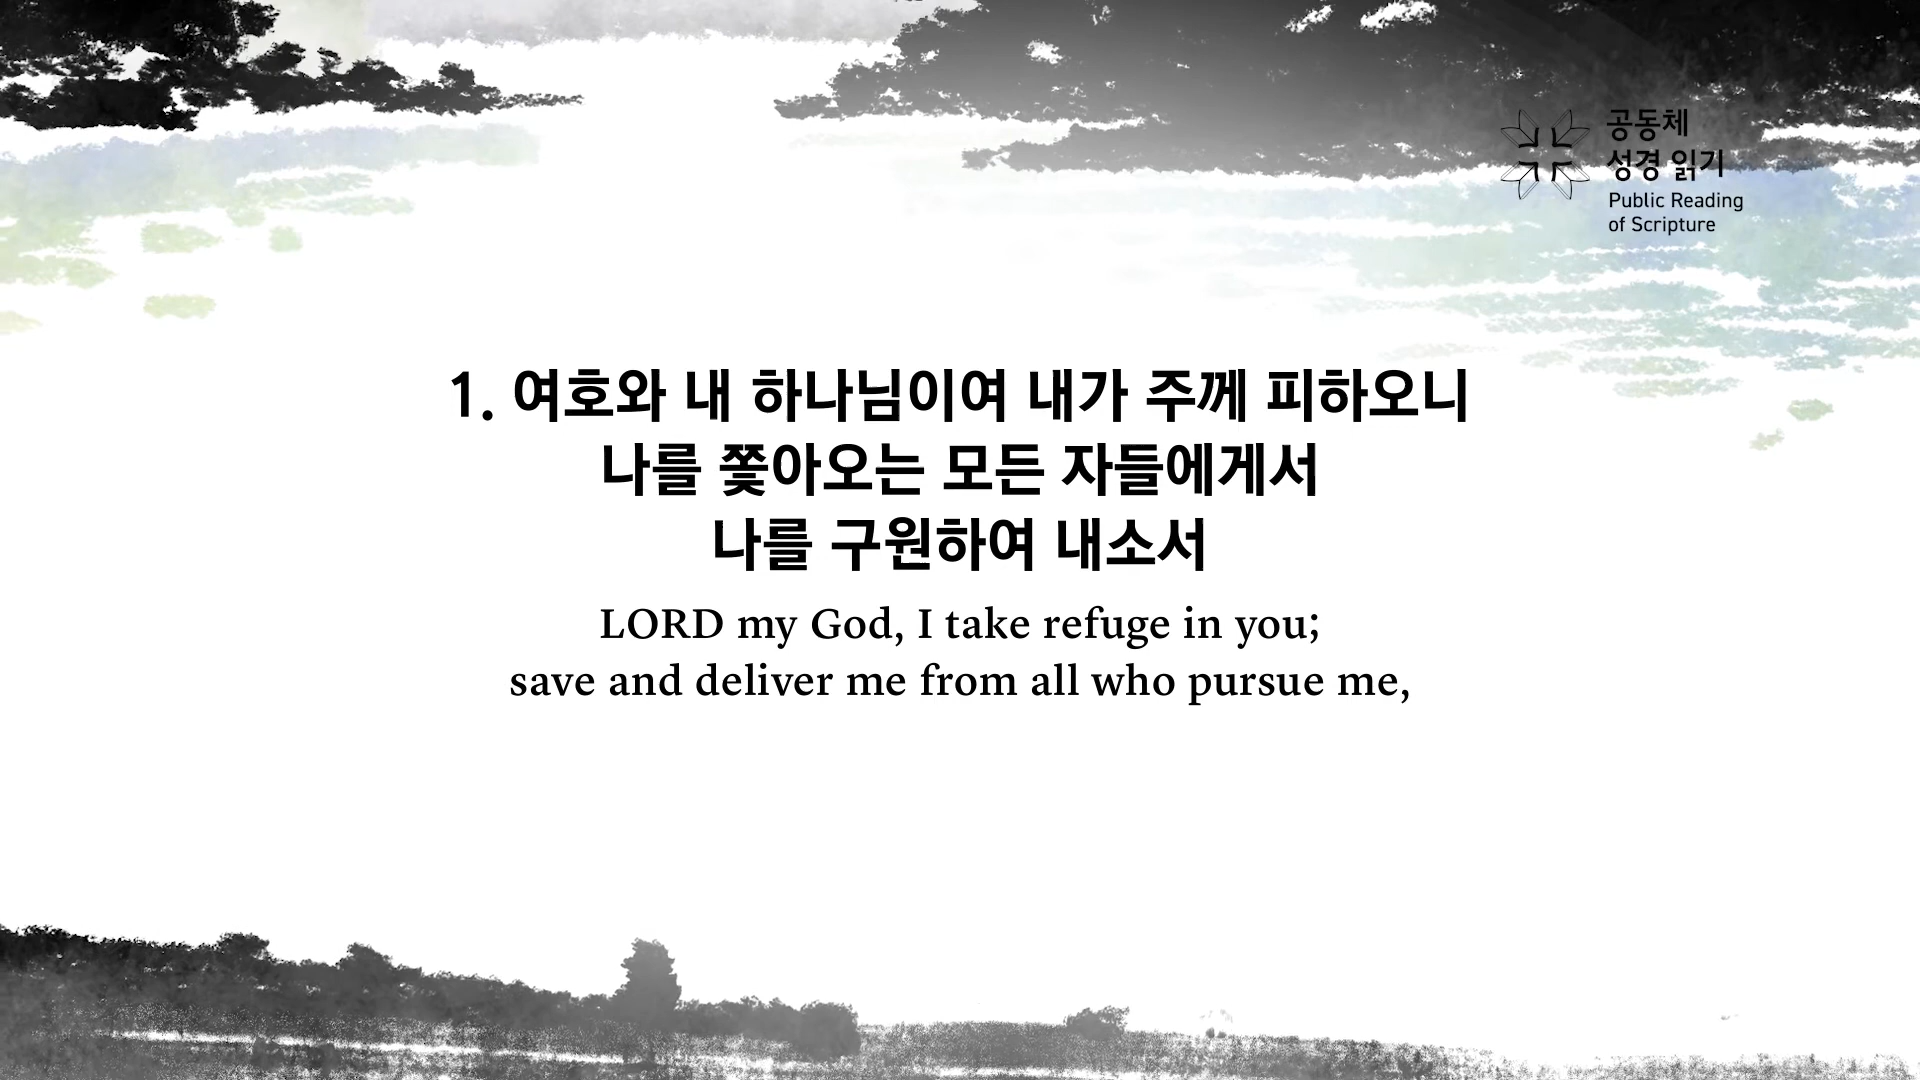 공동체
성경 읽기
Public Reading
of Scripture
1. 여호와 내 하나님이여 내가 주께 피하오니
나를 쫓아오는 모든 자들에게서
나를 구원하여 내소서
LORD my God, I take refuge in you;
save and deliver me from all who pursue me,